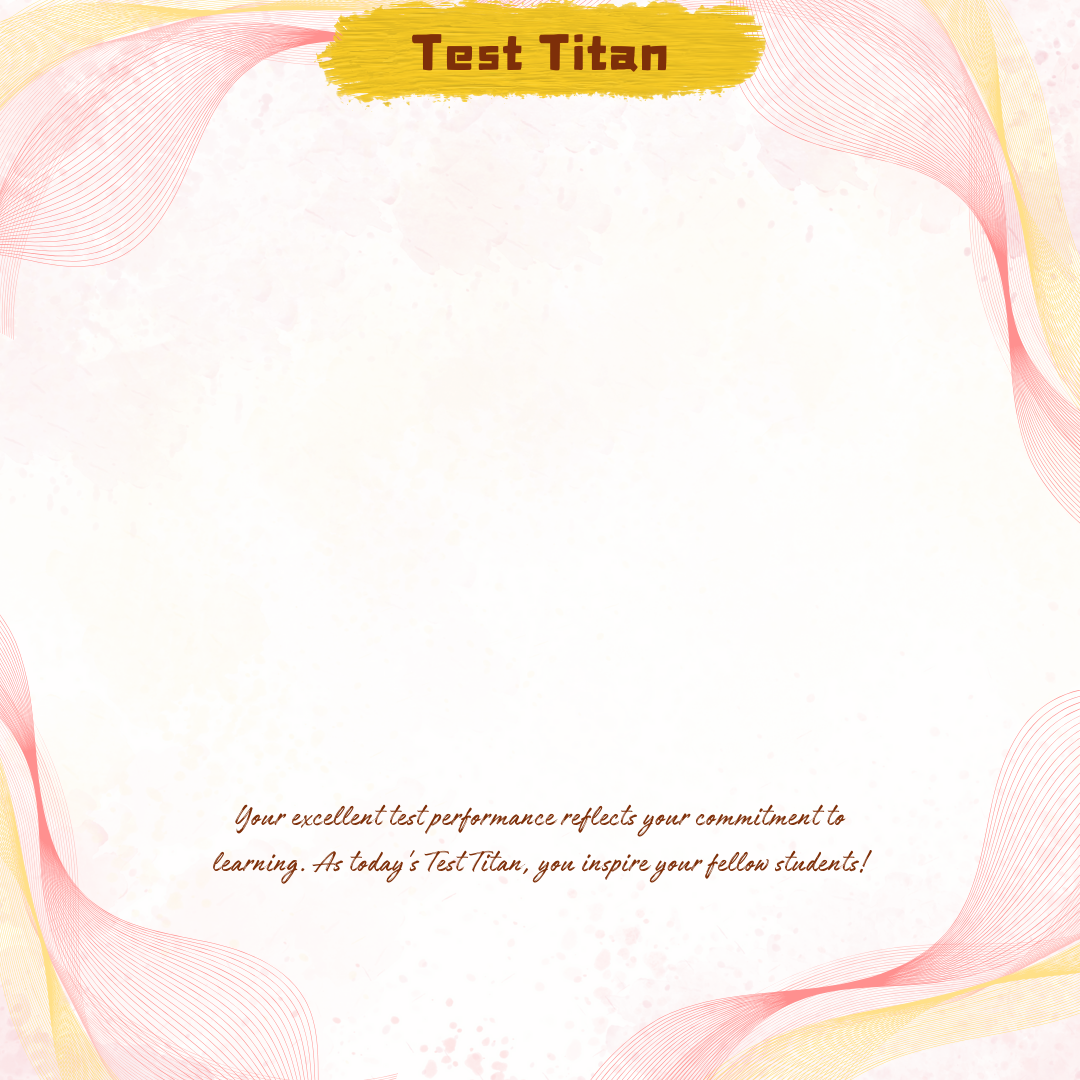 Test Titan
Your excellent test performance reflects your commitment to
learning. As today's Test Titan, you inspire your fellow students!